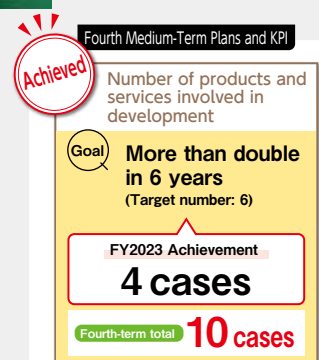 Fourth Medium-Term Plans and KPI
Achieved
Number of products and
services involved in
development
Goal
More than double
in 6 years
(Target number: 6)
FY2023 Achievement
4 cases
Fourth-term total 10 cases